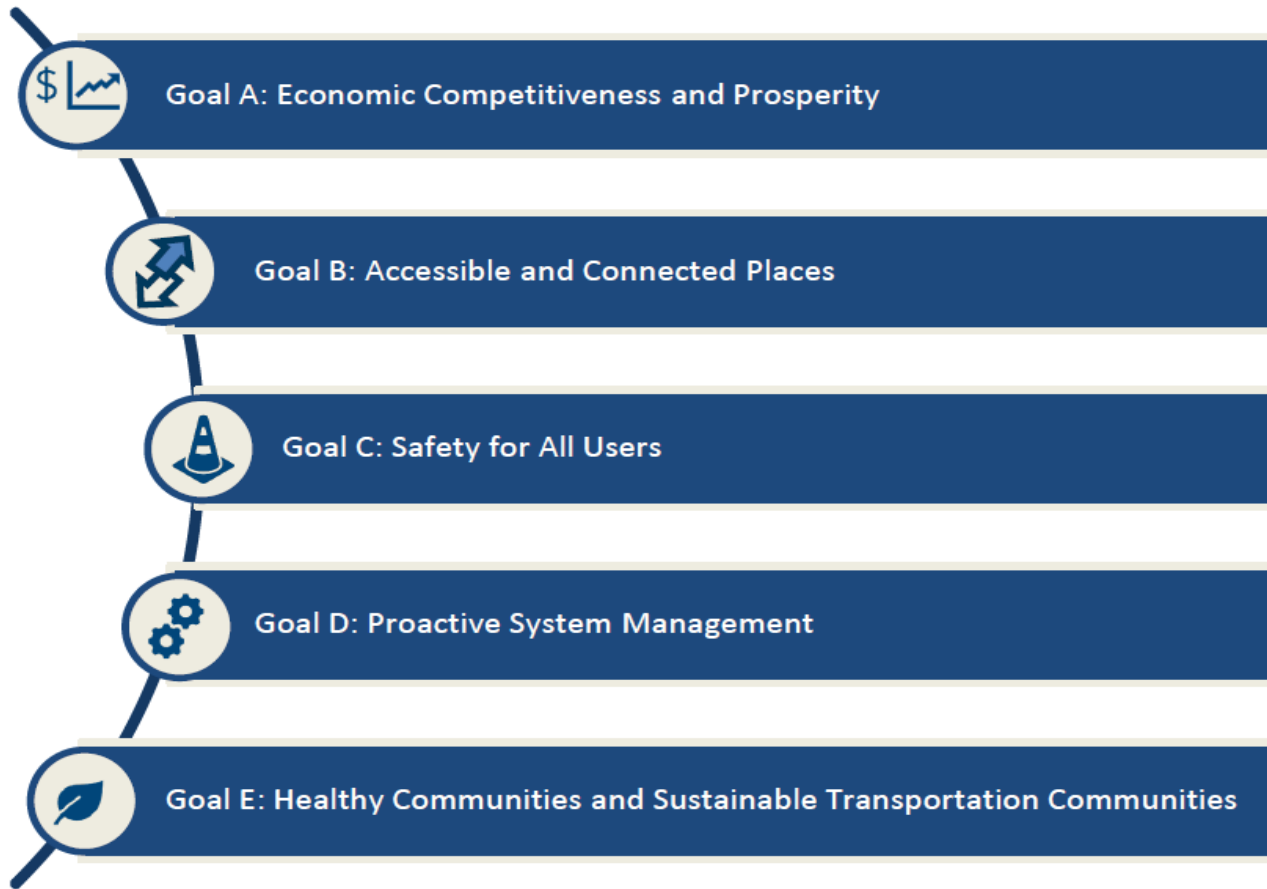 $
Goal A: Economic Competitiveness and Prosperity
Goal B: Accessible and Connected Places
Goal C: Safety for All Users
Goal D: Proactive System Management
Goal E: Healthy Communities and Sustainable Transportation Communities